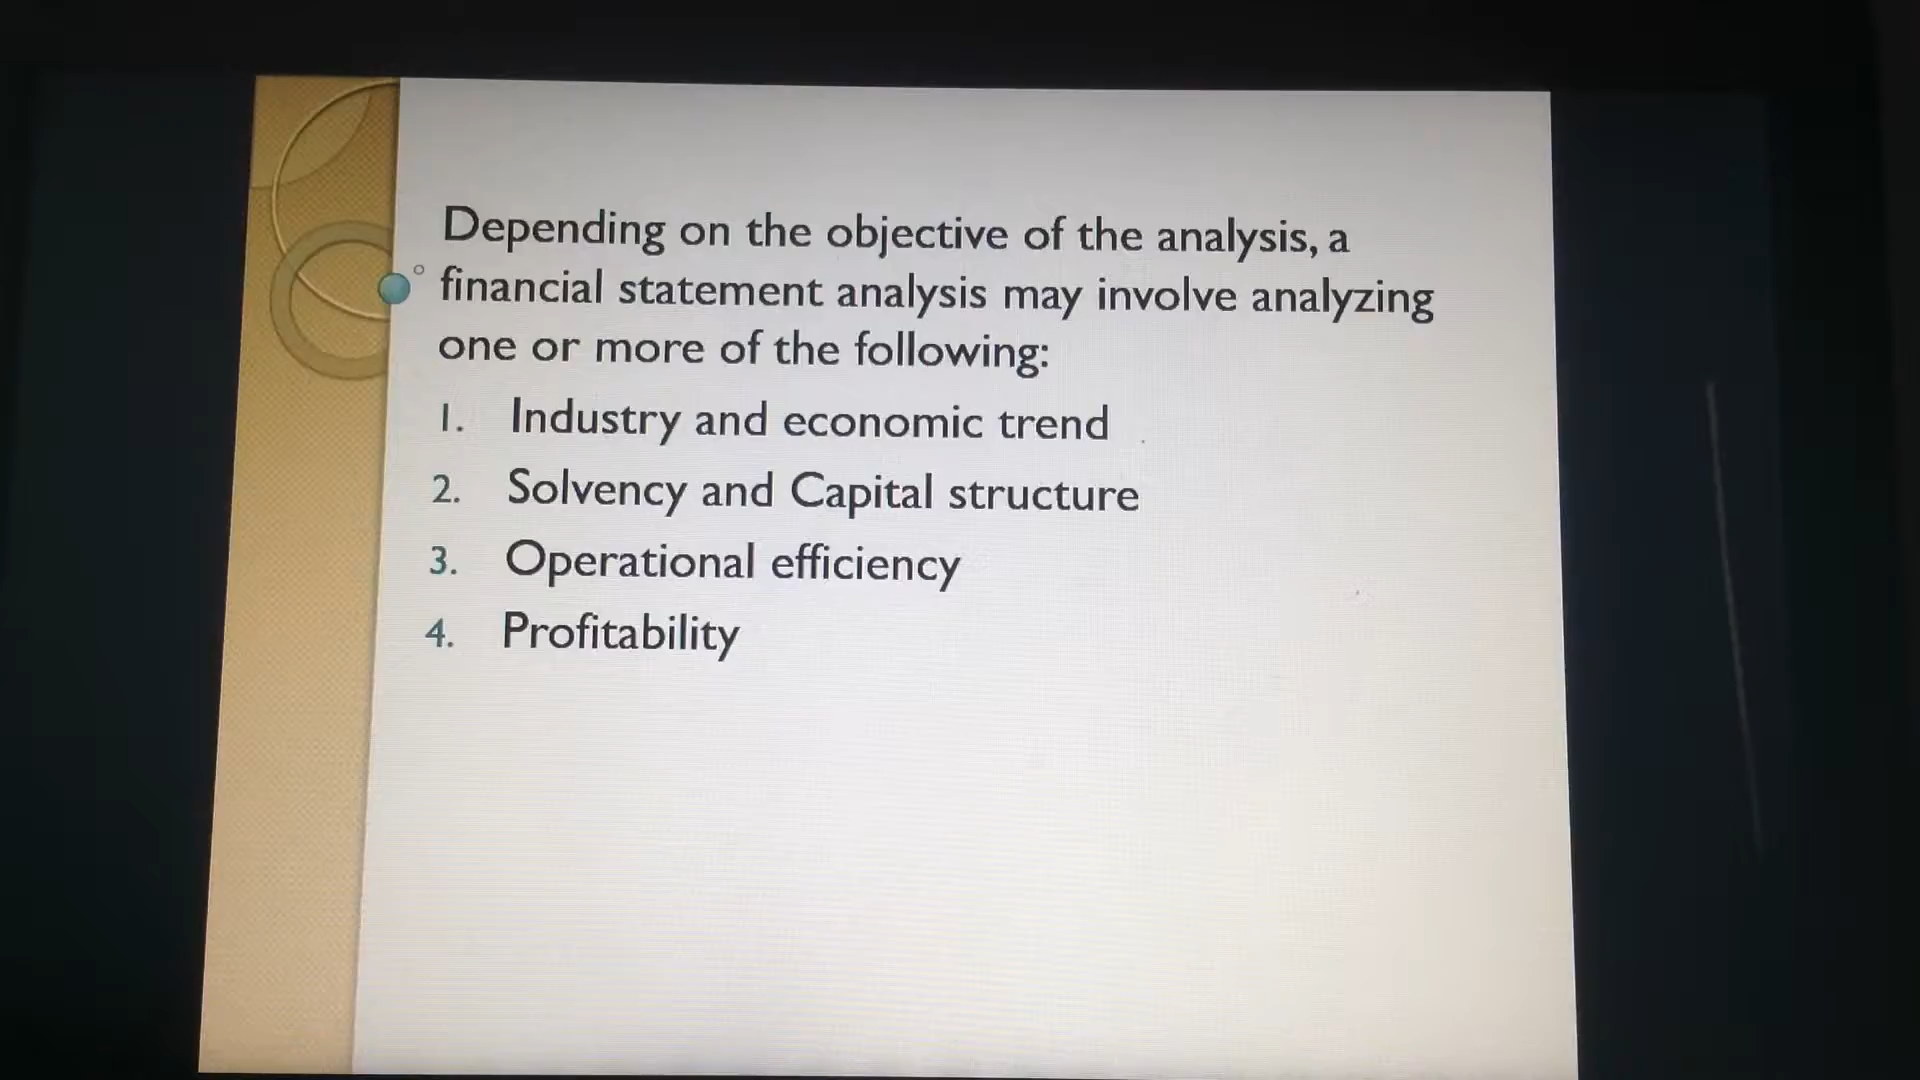 Depending on the objective of the analysis, a
financial statement analysis may involve analyzing
one or more of the following:
1. Industry and economic trend
2. Solvency and Capital structure
3. Operational efficiency
4. Profitability